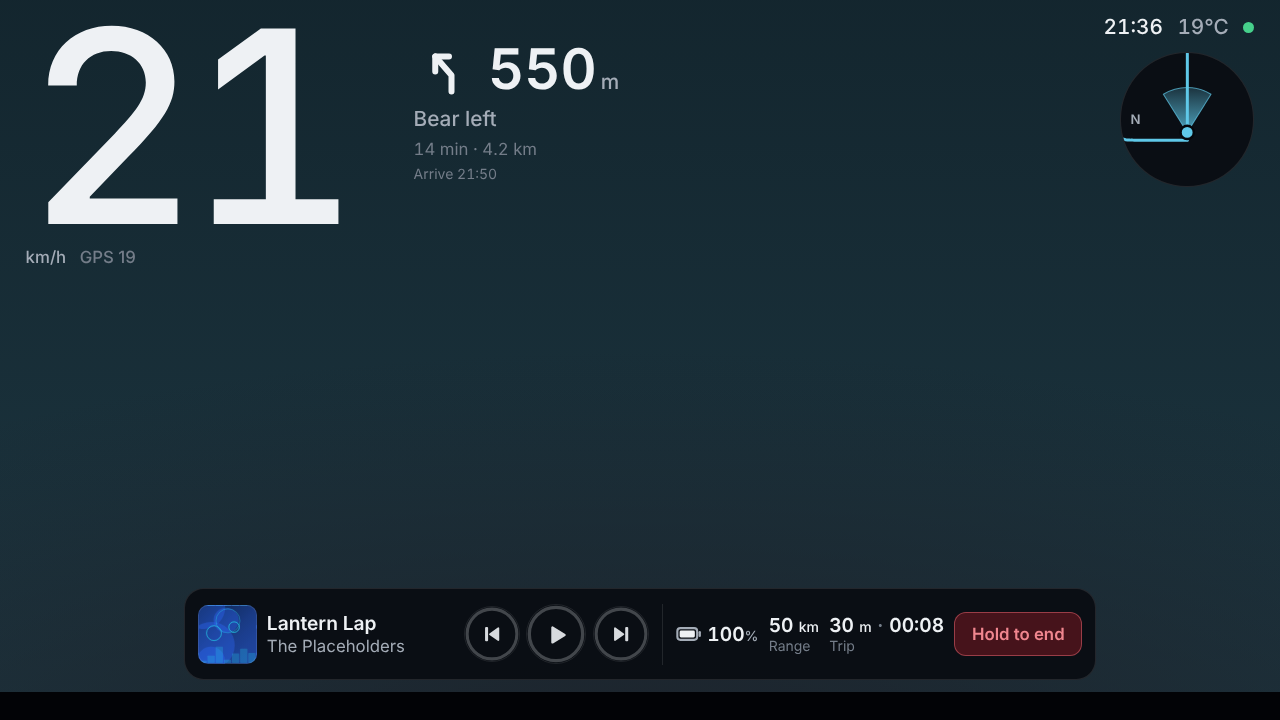 21
km/h GPS 19
550 m
Bear left
14 min · 4.2 km
Arrive 21:50
21:36 19°C
N
Lantern Lap
The Placeholders
100%
50 km
Range
30 m · 00:08
Trip
Hold to end